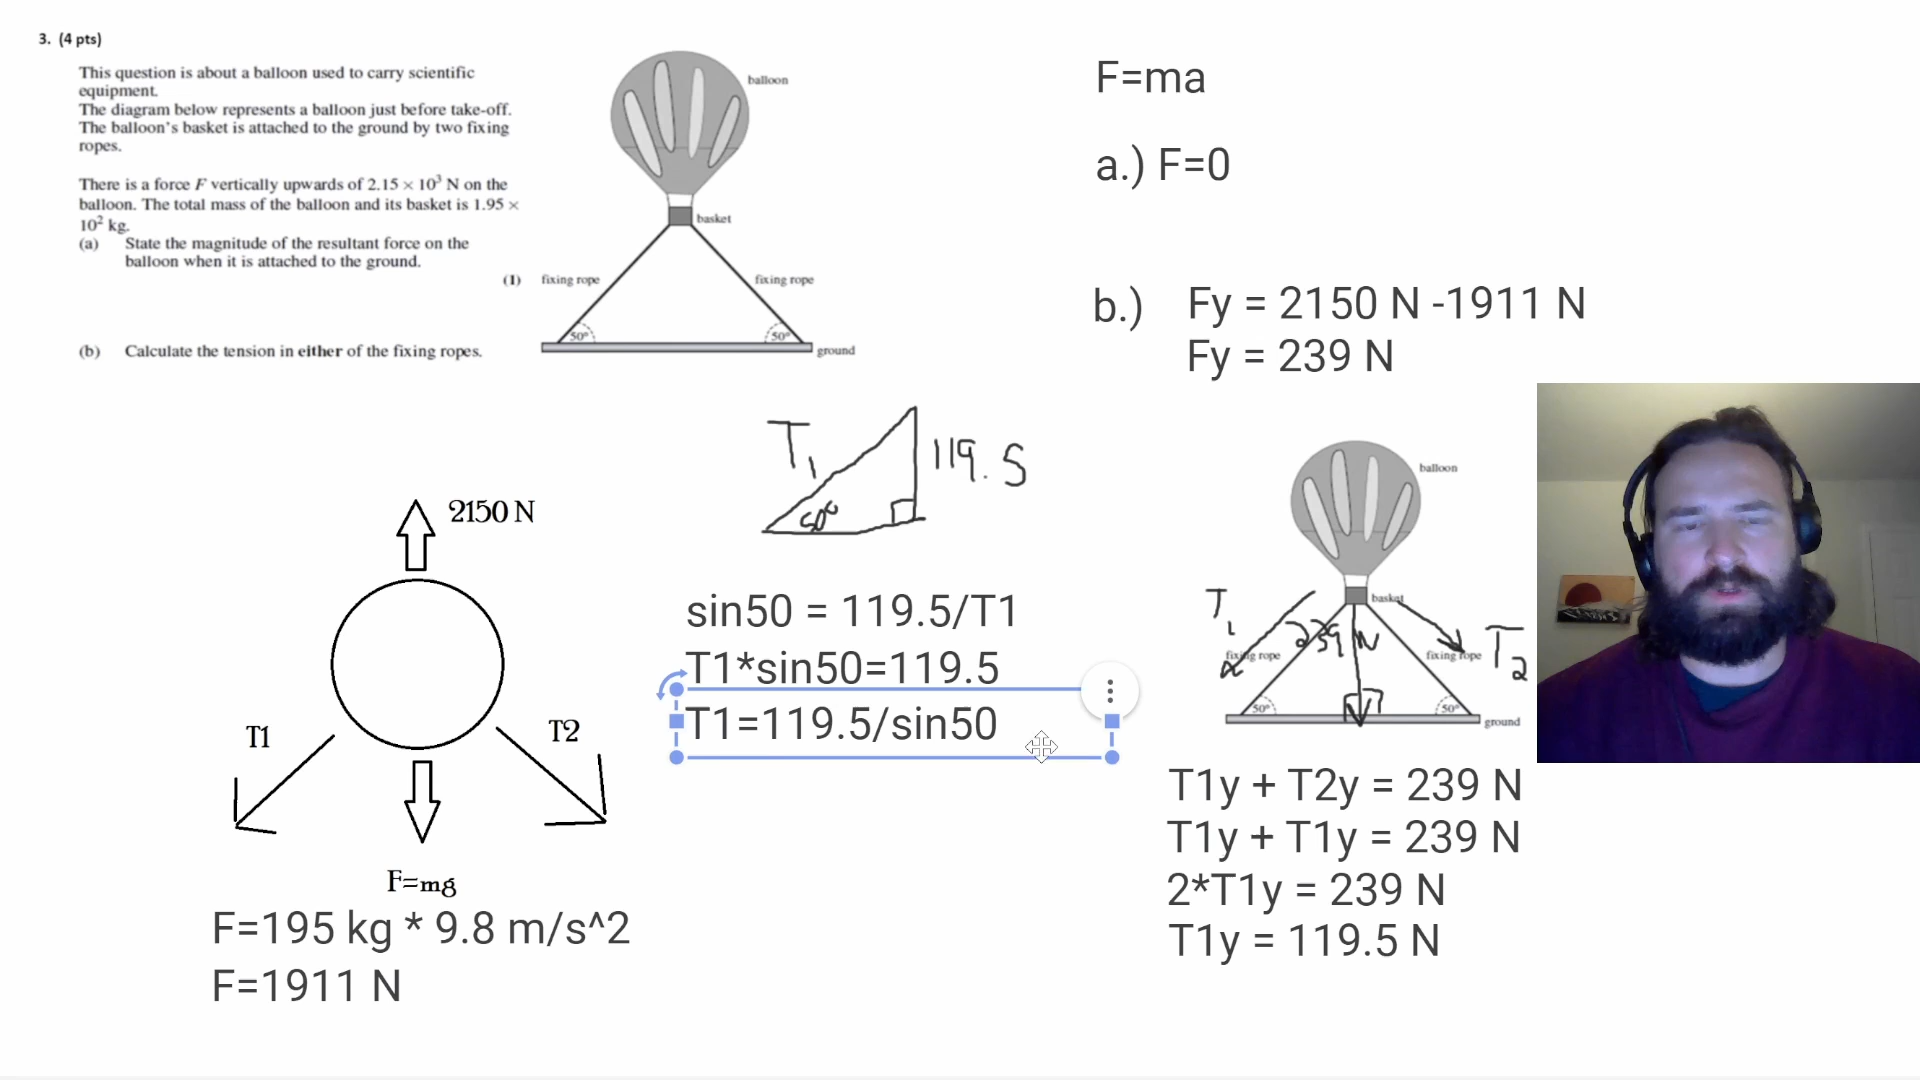 3. (4 pts)
This question is about a balloon used to carry scientific
equipment.
The diagram below represents a balloon just before take-off.
The balloon's basket is attached to the ground by two fixing
ropes.
There is a force F vertically upwards of 2.15 × 10³ N on the
balloon. The total mass of the balloon and its basket is 1.95 ×
10² kg.
(a) State the magnitude of the resultant force on the
balloon when it is attached to the ground.
(1)
(b) Calculate the tension in either of the fixing ropes.
balloon
basket
fixing rope
fixing rope
50°
50°
ground
F=ma
a.) F=0
b.) Fy = 2150 N -1911 N
Fy = 239 N
T1
119.5
50°
2150 N
T1
T2
F=mg
F=195 kg * 9.8 m/s^2
F=1911 N
sin50 = 119.5/T1
T1*sin50=119.5
T1=119.5/sin50
balloon
basket
T1
239 N
T2
fixing rope
fixing rope
50°
50°
ground
T1y + T2y = 239 N
T1y + T1y = 239 N
2*T1y = 239 N
T1y = 119.5 N